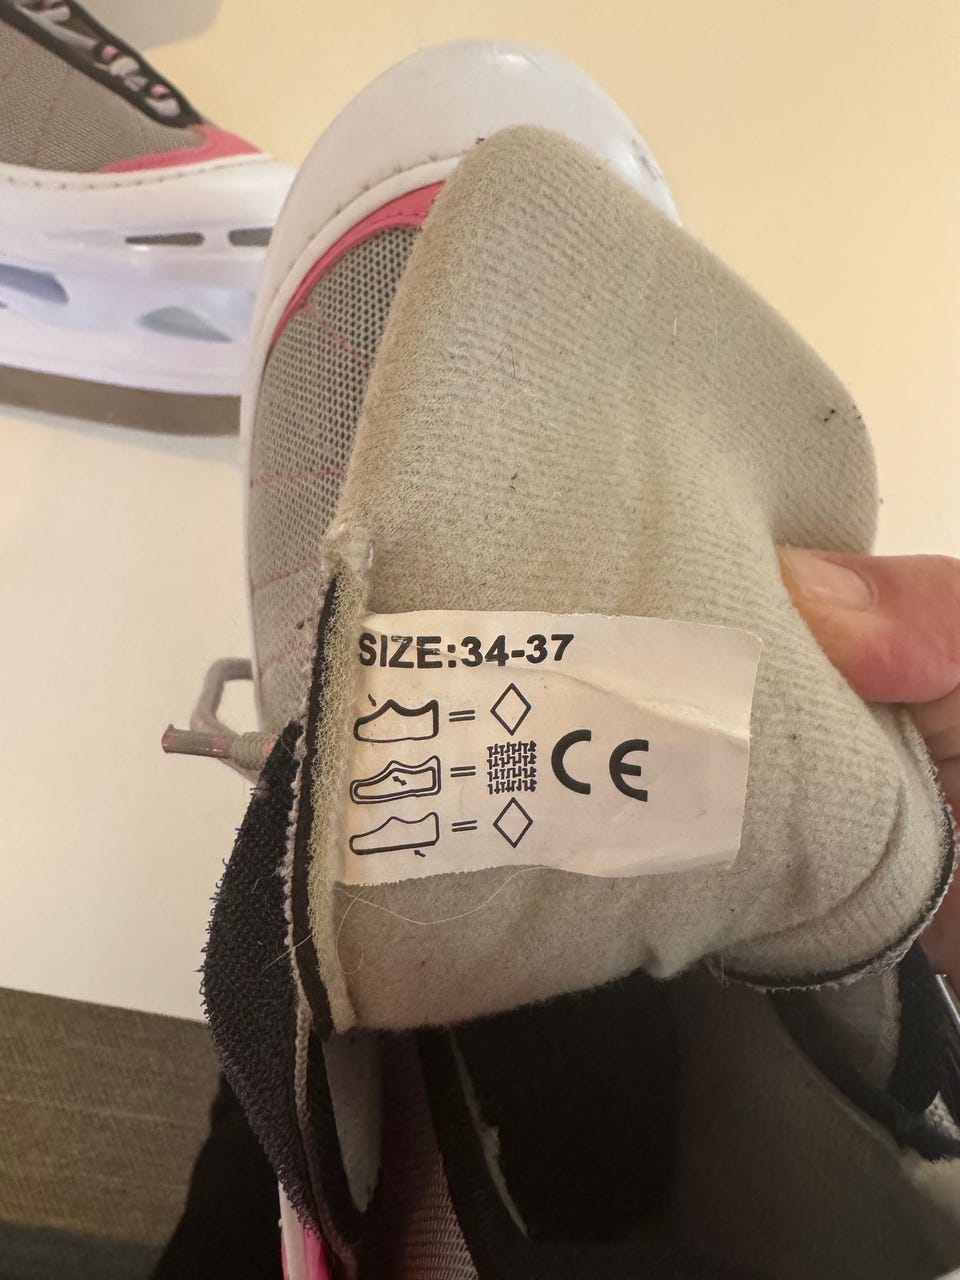 SIZE:34-37
=
= CE
=